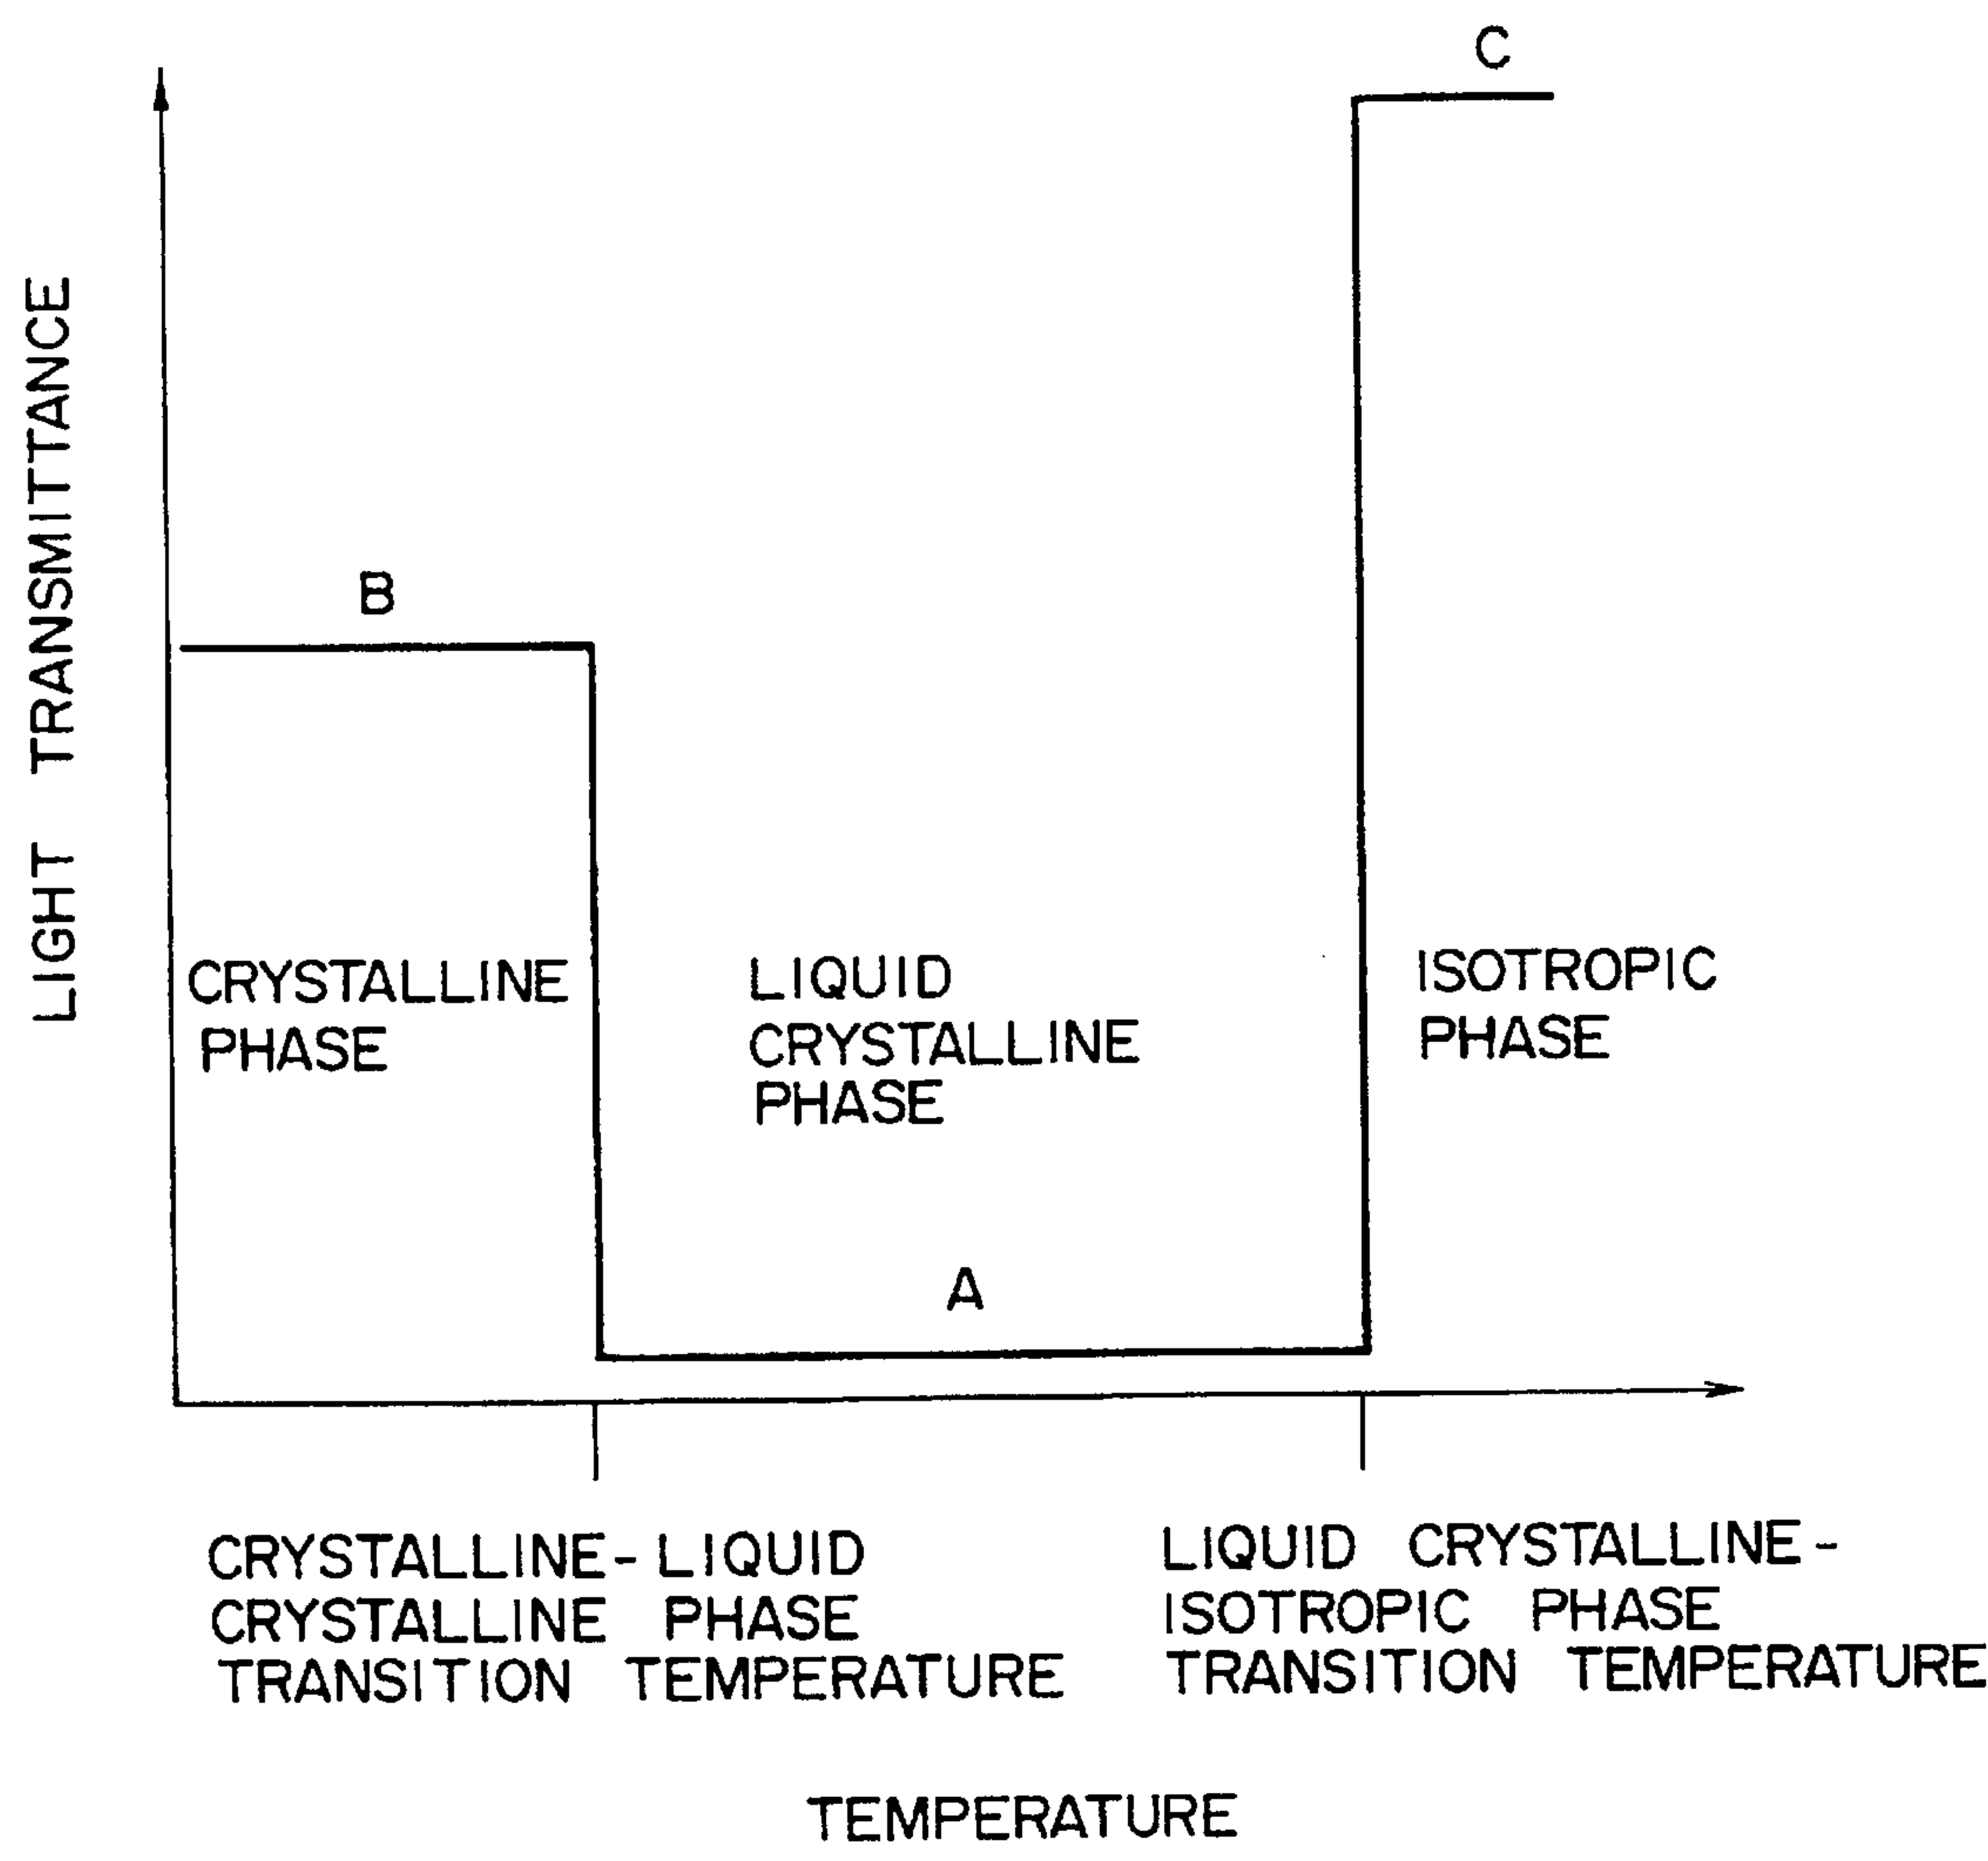 C
LIGHT TRANSMITTANCE
B
CRYSTALLINE
PHASE
LIQUID
CRYSTALLINE
PHASE
ISOTROPIC
PHASE
A
CRYSTALLINE-LIQUID
CRYSTALLINE PHASE
TRANSITION TEMPERATURE
LIQUID CRYSTALLINE-
ISOTROPIC PHASE
TRANSITION TEMPERATURE
TEMPERATURE